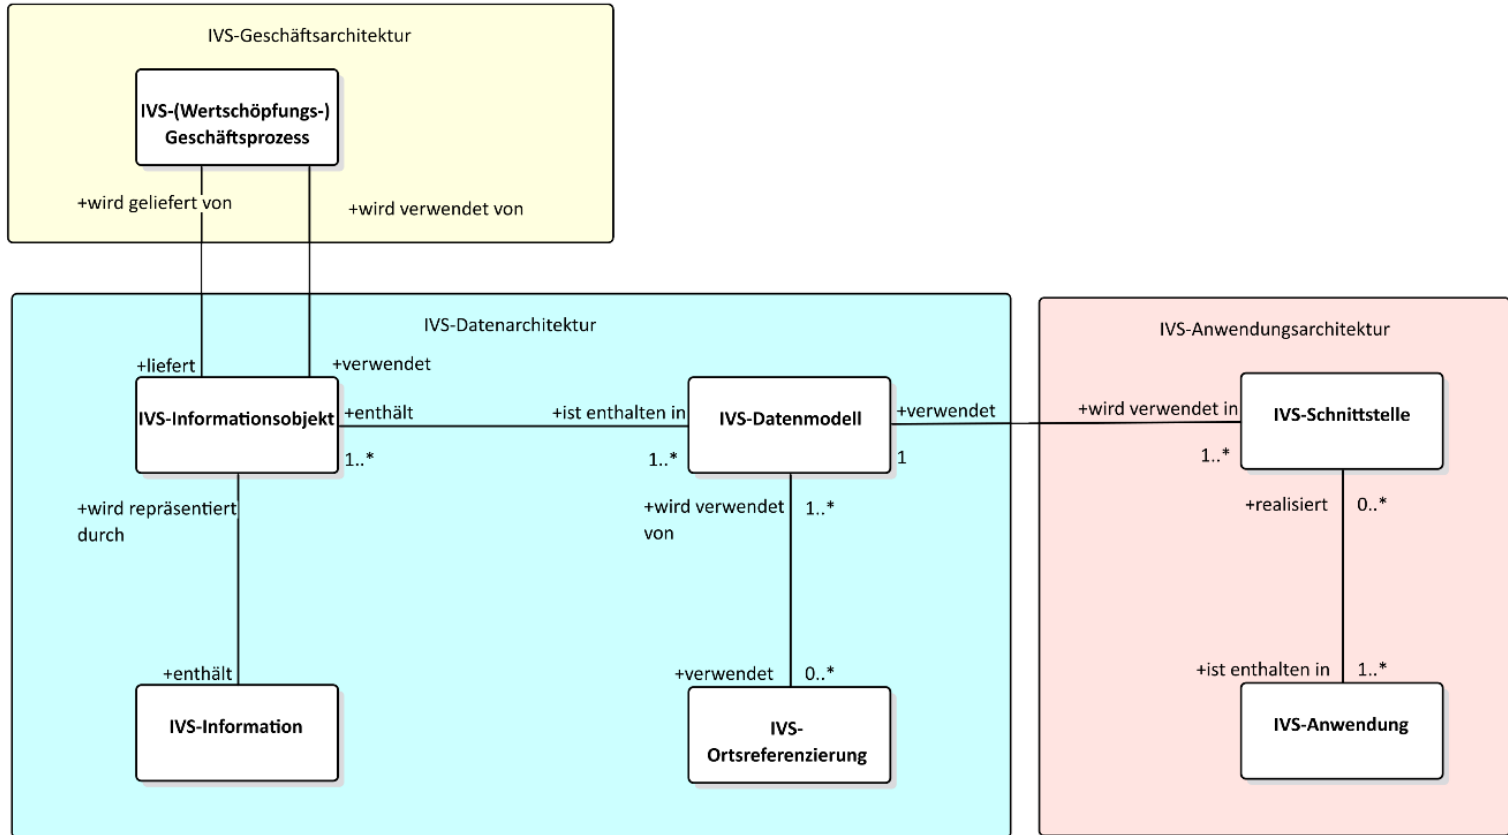 IVS-Geschäftsarchitektur
IVS-(Wertschöpfungs-)
Geschäftsprozess
+wird geliefert von
+wird verwendet von
IVS-Datenarchitektur
IVS-Anwendungsarchitektur
+liefert
+verwendet
IVS-Informationsobjekt
+enthält
+ist enthalten in
1..*
1..*
IVS-Datenmodell
+verwendet
+wird verwendet in
1
1..*
IVS-Schnittstelle
+wird repräsentiert
durch
+wird verwendet
von
1..*
+realisiert
0..*
+enthält
+verwendet
0..*
+ist enthalten in
1..*
IVS-Information
IVS-
Ortsreferenzierung
IVS-Anwendung